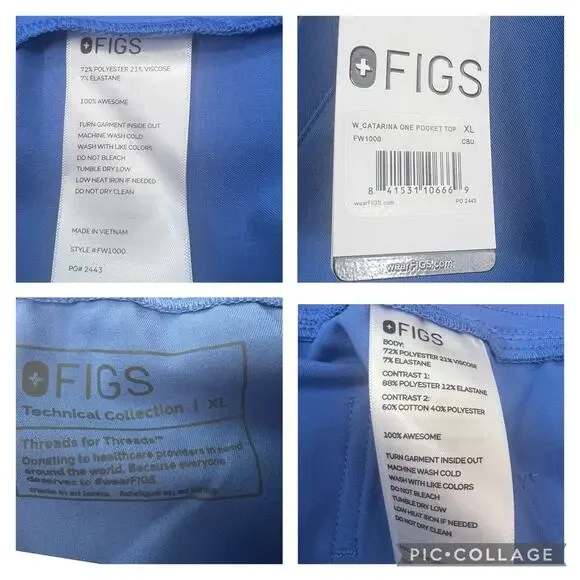 FIGS
72% POLYESTER 21% VISCOSE
7% ELASTANE
100% AWESOME
TURN GARMENT INSIDE OUT
MACHINE WASH COLD
WASH WITH LIKE COLORS
DO NOT BLEACH
TUMBLE DRY LOW
LOW HEAT IRON IF NEEDED
DO NOT DRY CLEAN
MADE IN VIETNAM
STYLE #FW1000
PO# 2443
FIGS
W_CATARINA ONE POCKET TOP XL
FW1000 CBU
8 41531 10666 9
wearFIGS.com PO 2443
wearFIGS.com
FIGS
Technical Collection | XL
Threads for Threads™
Donating to healthcare providers in need
around the world. Because everyone
deserves to #wearFIGS
FIGS
BODY:
72% POLYESTER 21% VISCOSE
7% ELASTANE
CONTRAST 1:
88% POLYESTER 12% ELASTANE
CONTRAST 2:
60% COTTON 40% POLYESTER
100% AWESOME
TURN GARMENT INSIDE OUT
MACHINE WASH COLD
WASH WITH LIKE COLORS
DO NOT BLEACH
TUMBLE DRY LOW
LOW HEAT IRON IF NEEDED
DO NOT DRY CLEAN
PIC•COLLAGE